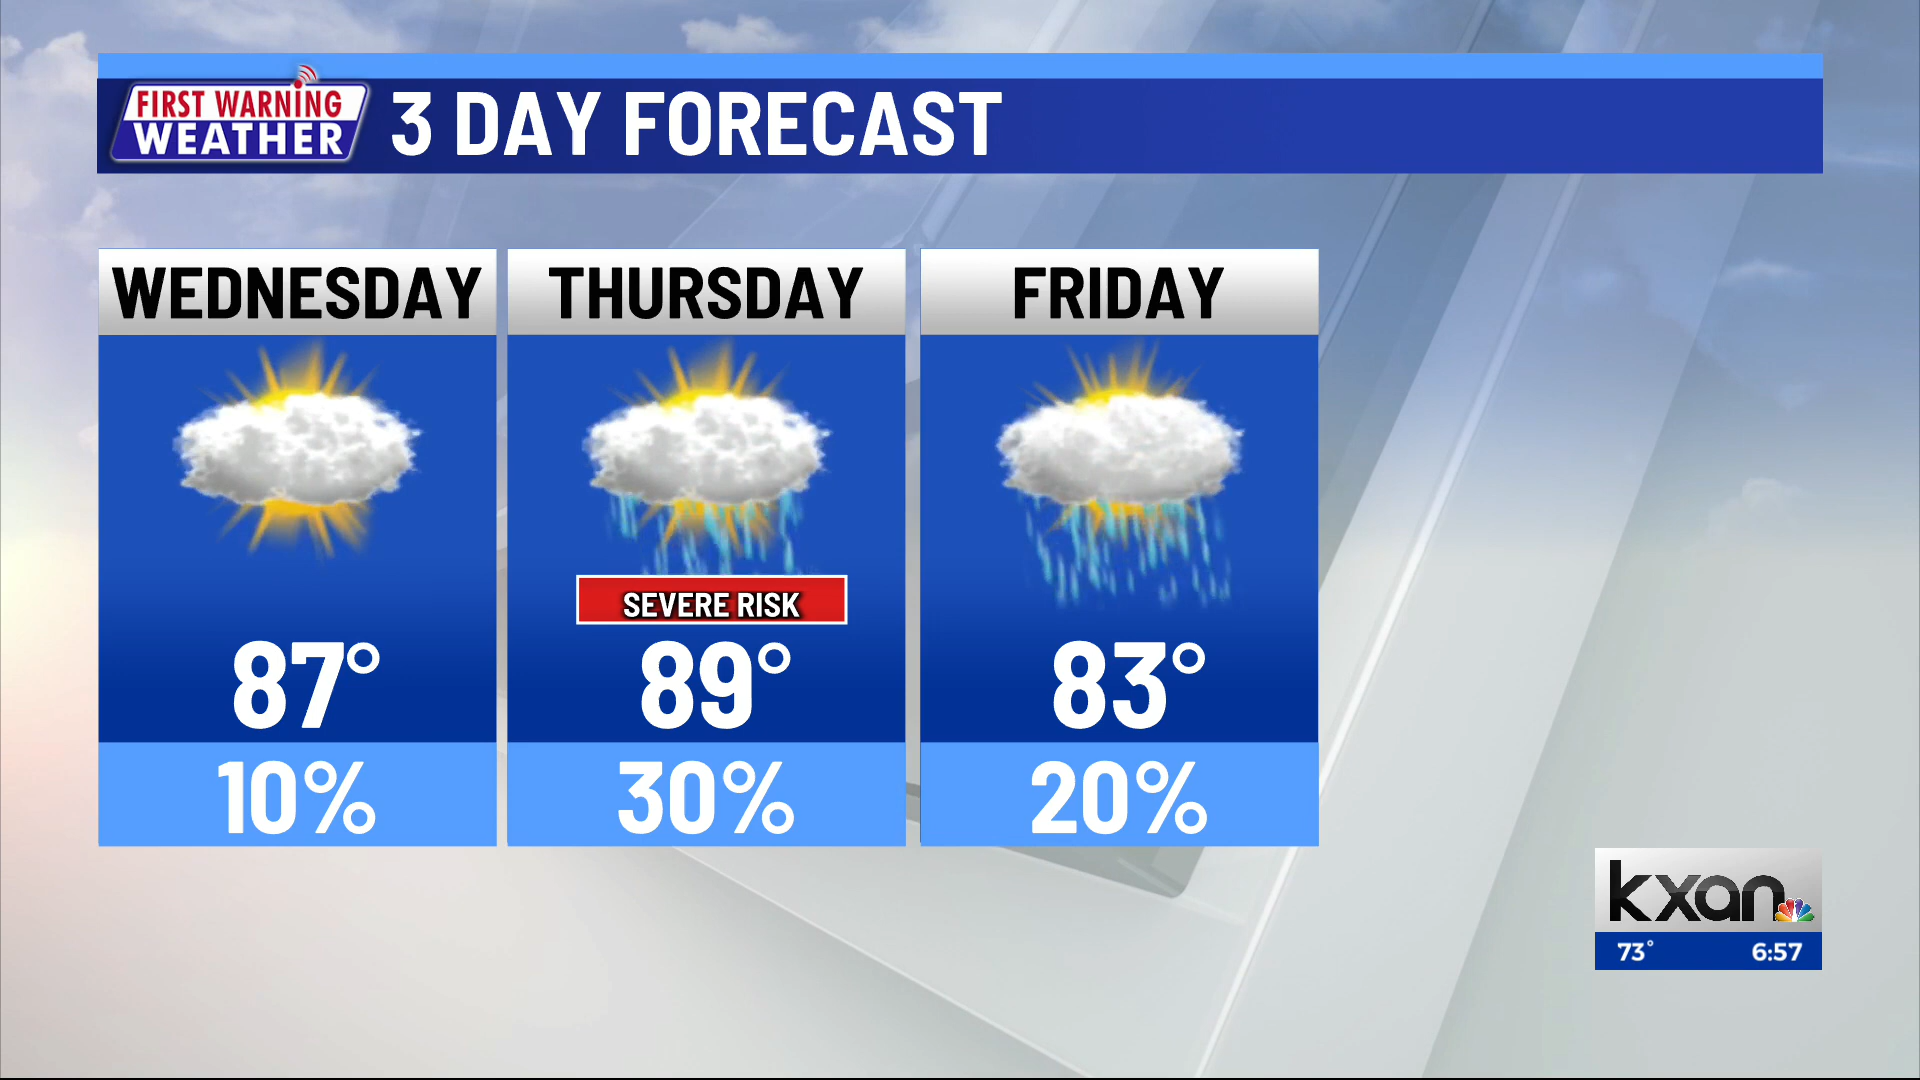 FIRST WARNING
WEATHER
3 DAY FORECAST
WEDNESDAY
87°
10%
THURSDAY
SEVERE RISK
89°
30%
FRIDAY
83°
20%
kxan
73° 6:57